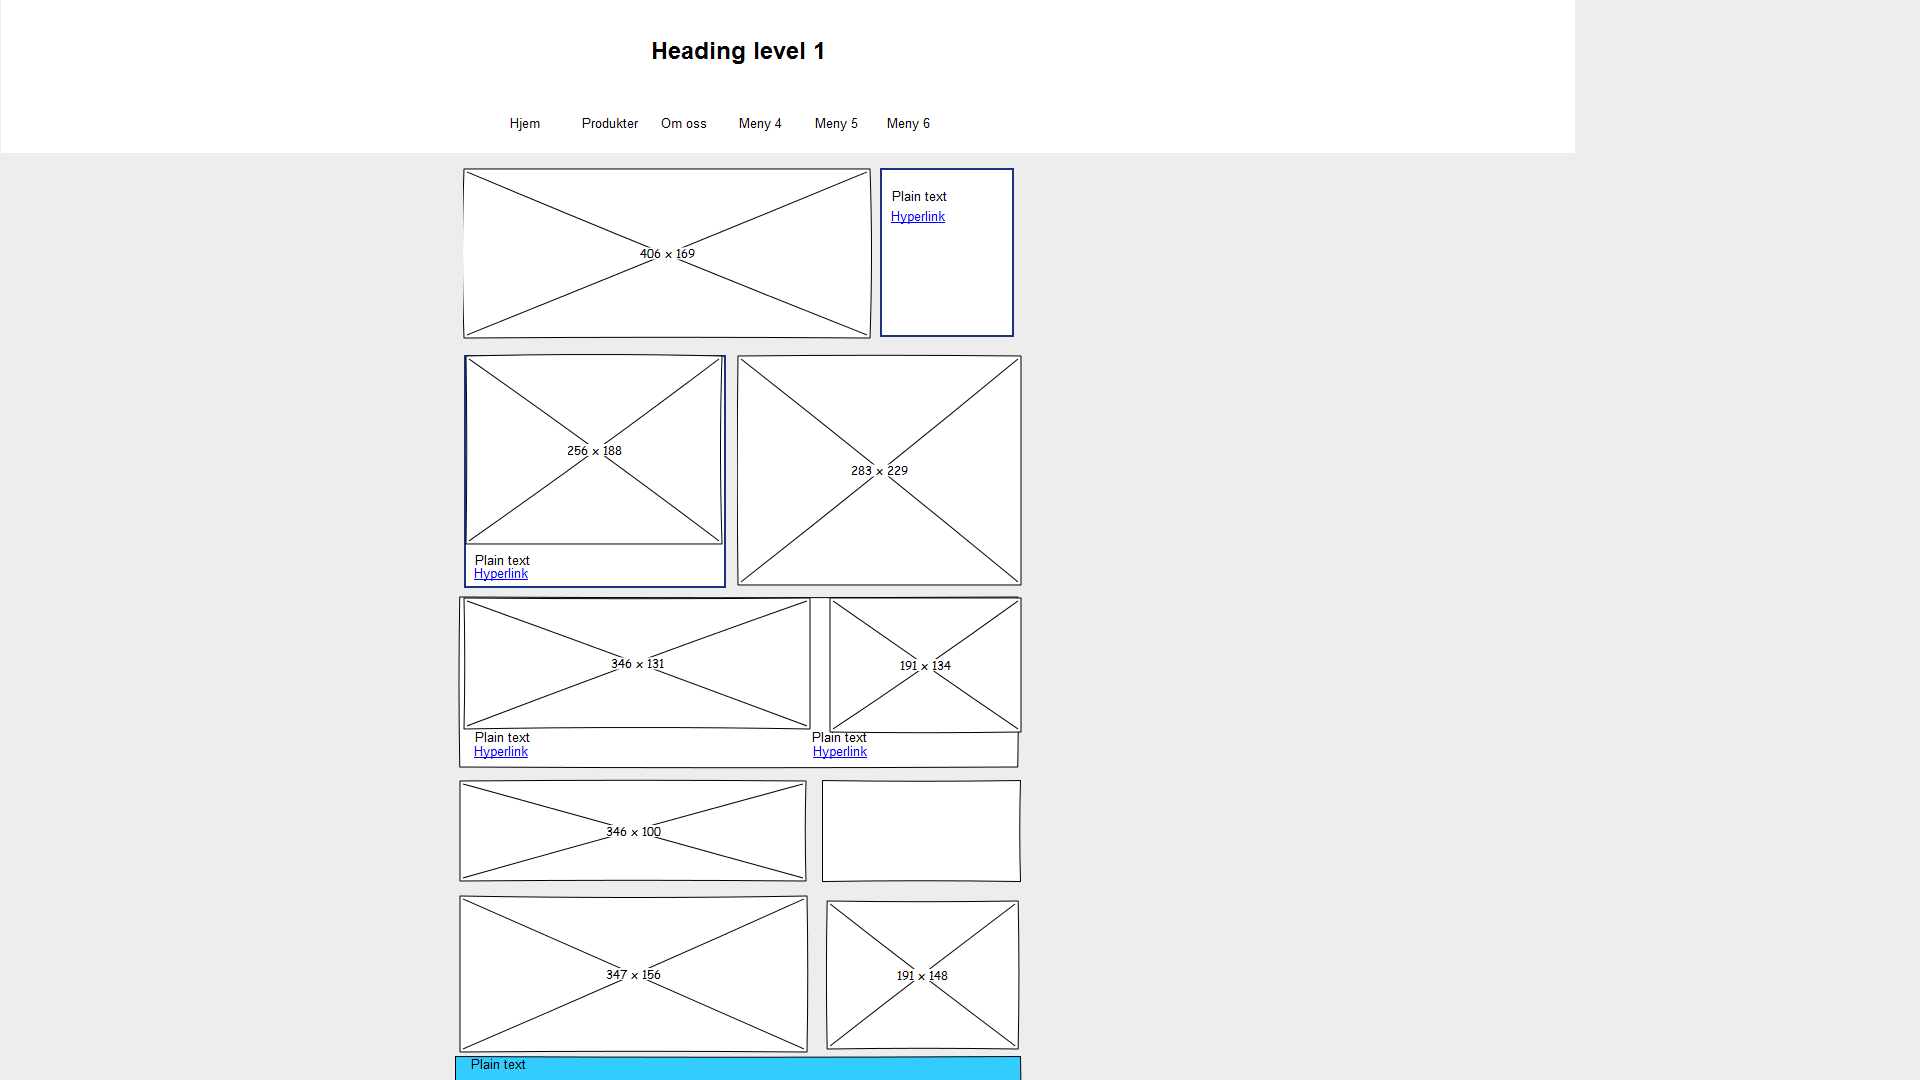 Heading level 1
Hjem Produkter Om oss Meny 4 Meny 5 Meny 6
406 x 169
Plain text
Hyperlink
256 x 188
Plain text
Hyperlink
283 x 229
346 x 131
Plain text
Hyperlink
191 x 134
Plain text
Hyperlink
346 x 100
347 x 156
191 x 148
Plain text